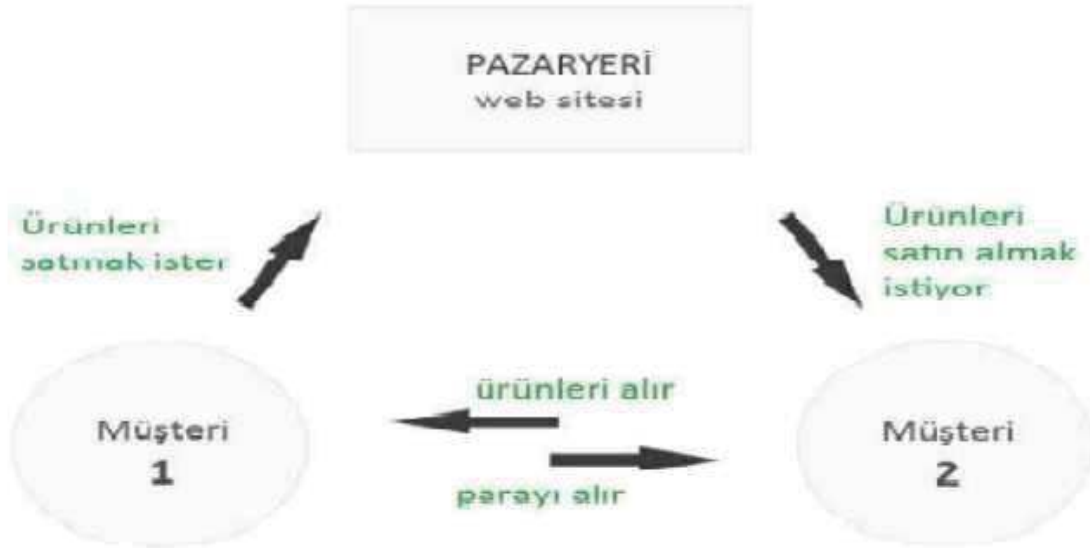 PAZARYERİ
web sitesi
Ürünleri
satmak ister
Ürünleri
satın almak
istiyor
ürünleri alır
parayı alır
Müşteri
1
Müşteri
2